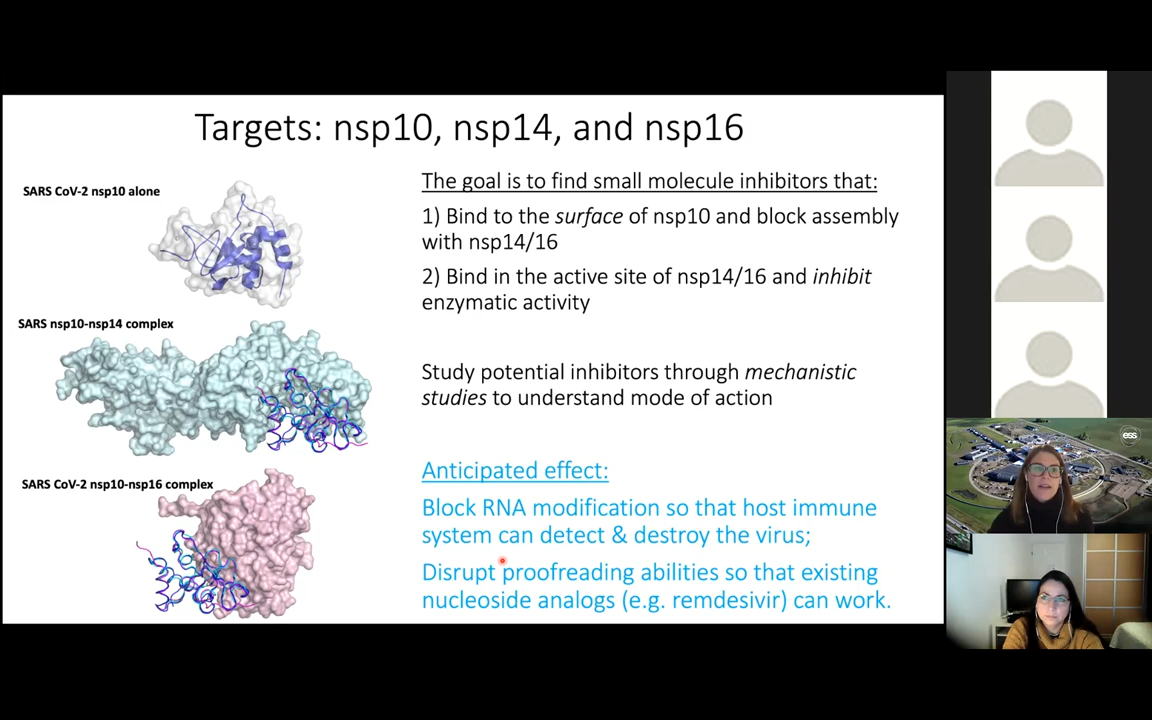 Targets: nsp10, nsp14, and nsp16
SARS CoV-2 nsp10 alone
SARS nsp10-nsp14 complex
SARS CoV-2 nsp10-nsp16 complex
The goal is to find small molecule inhibitors that:
1) Bind to the surface of nsp10 and block assembly
with nsp14/16
2) Bind in the active site of nsp14/16 and inhibit
enzymatic activity
Study potential inhibitors through mechanistic
studies to understand mode of action
Anticipated effect:
Block RNA modification so that host immune
system can detect & destroy the virus;
Disrupt proofreading abilities so that existing
nucleoside analogs (e.g. remdesivir) can work.
ess